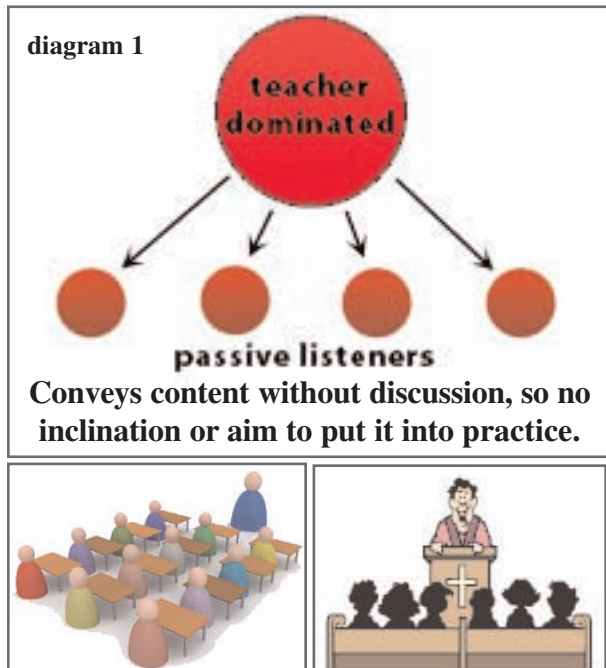 diagram 1
teacher
dominated
passive listeners
Conveys content without discussion, so no
inclination or aim to put it into practice.